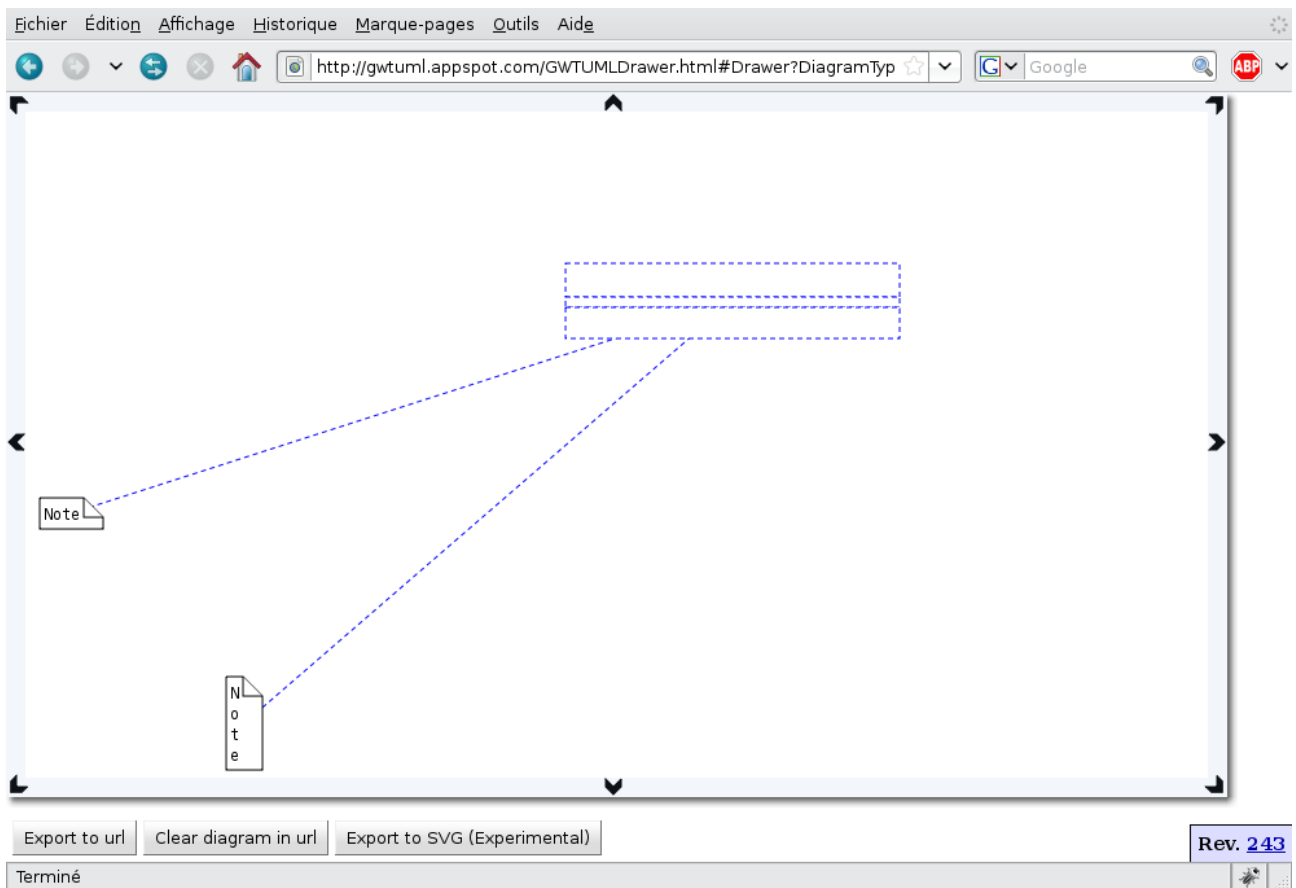 Fichier Édition Affichage Historique Marque-pages Outils Aide
http://gwtuml.appspot.com/GWTUMLDrawer.html#Drawer?DiagramTyp G Google ABP
Note
N
o
t
e
Export to url Clear diagram in url Export to SVG (Experimental)
Rev. 243
Terminé